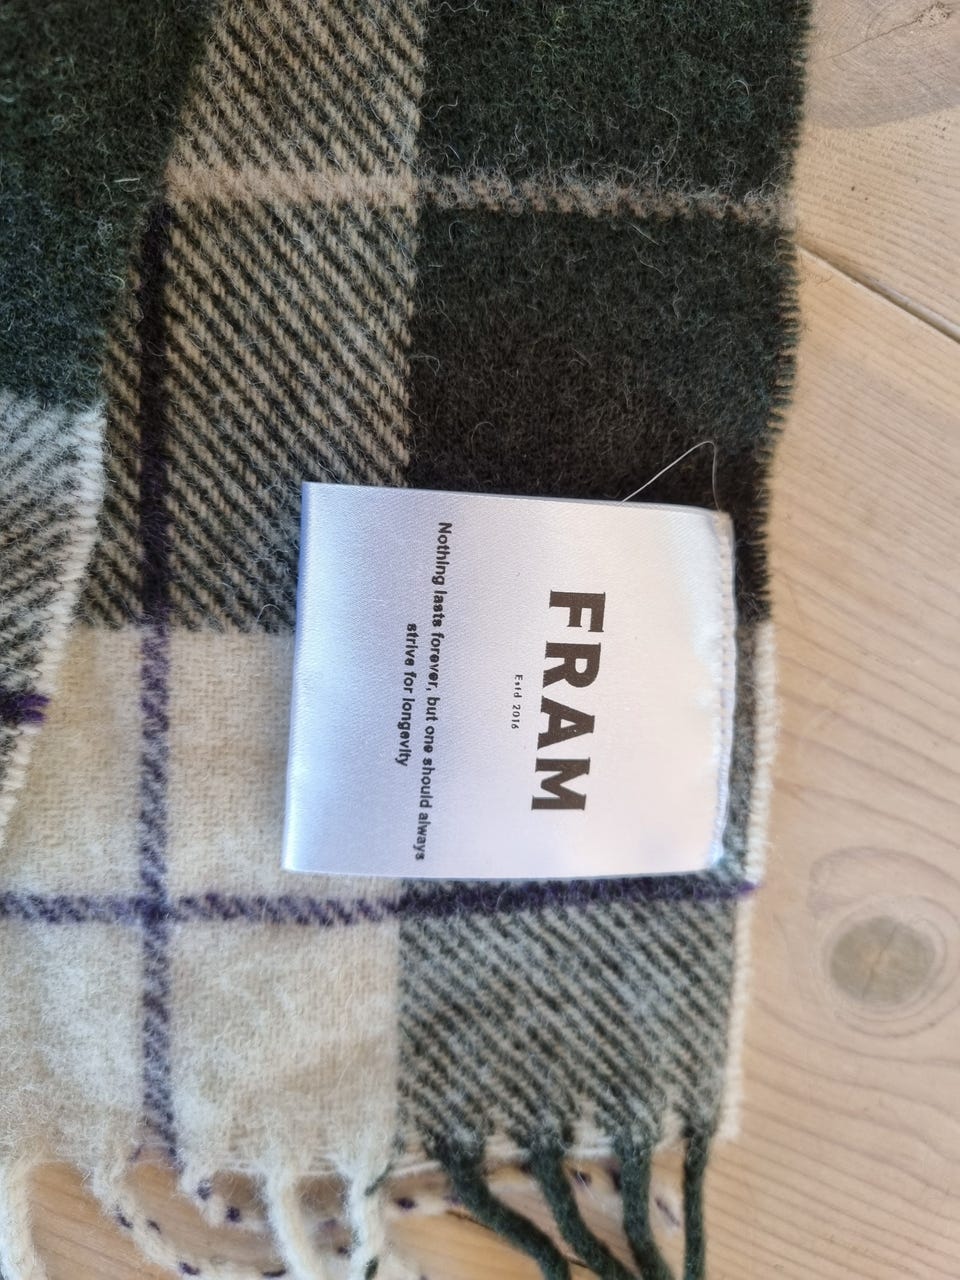 FRAM
Estd 2016
Nothing lasts forever, but one should always
strive for longevity